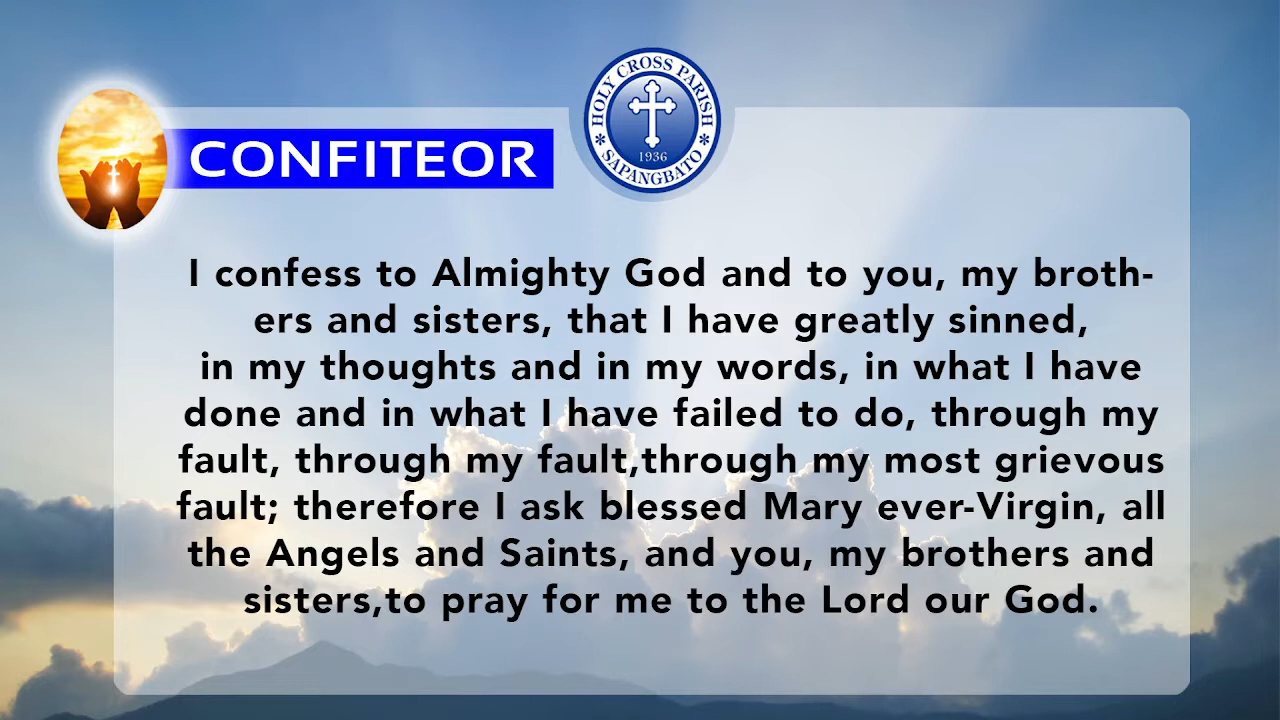 HOLY CROSS PARISH
1936
SAPANGBATO
CONFITEOR
I confess to Almighty God and to you, my broth-
ers and sisters, that I have greatly sinned,
in my thoughts and in my words, in what I have
done and in what I have failed to do, through my
fault, through my fault,through my most grievous
fault; therefore I ask blessed Mary ever-Virgin, all
the Angels and Saints, and you, my brothers and
sisters,to pray for me to the Lord our God.